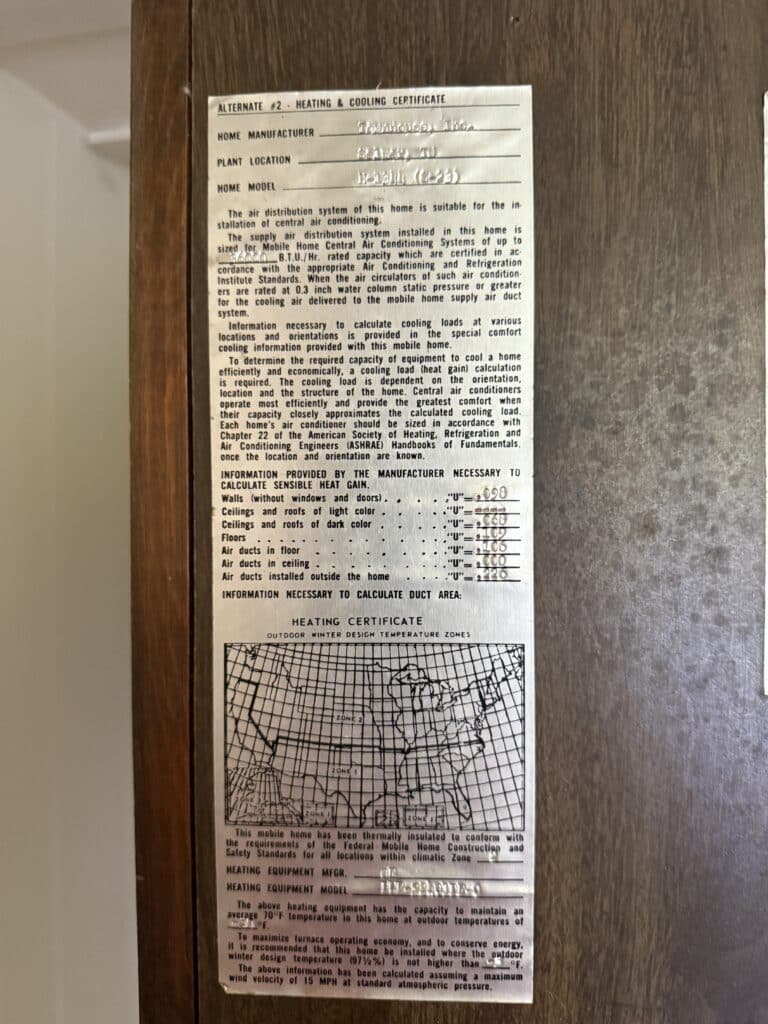 ALTERNATE #2 - HEATING & COOLING CERTIFICATE
HOME MANUFACTURER
PLANT LOCATION
HOME MODEL
The air distribution system of this home is suitable for the in-
stallation of central air conditioning.
The supply air distribution system installed in this home is
sized for Mobile Home Central Air Conditioning Systems of up to
B.T.U./Hr. rated capacity which are certified in ac-
cordance with the appropriate Air Conditioning and Refrigeration
Institute Standards. When the air circulators of such air condition-
ers are rated at 0.3 inch water column static pressure or greater
for the cooling air delivered to the mobile home supply air duct
system.
Information necessary to calculate cooling loads at various
locations and orientations is provided in the special comfort
cooling information provided with this mobile home.
To determine the required capacity of equipment to cool a home
efficiently and economically, a cooling load (heat gain) calculation
is required. The cooling load is dependent on the orientation,
location and the structure of the home. Central air conditioners
operate most efficiently and provide the greatest comfort when
their capacity closely approximates the calculated cooling load.
Each home's air conditioner should be sized in accordance with
Chapter 22 of the American Society of Heating, Refrigeration and
Air Conditioning Engineers (ASHRAE) Handbooks of Fundamentals,
once the location and orientation are known.
INFORMATION PROVIDED BY THE MANUFACTURER NECESSARY TO
CALCULATE SENSIBLE HEAT GAIN.
Walls (without windows and doors). . . . "U"=
Ceilings and roofs of light color . . . . . "U"=
Ceilings and roofs of dark color . . . . . "U"=
Floors . . . . . . . . . . . . "U"=
Air ducts in floor . . . . . . . "U"=
Air ducts in ceiling . . . . . . . "U"=
Air ducts installed outside the home . . . . "U"=
INFORMATION NECESSARY TO CALCULATE DUCT AREA:
HEATING CERTIFICATE
OUTDOOR WINTER DESIGN TEMPERATURE ZONES
ZONE 2
ZONE 1
This mobile home has been thermally insulated to conform with
the requirements of the Federal Mobile Home Construction and
Safety Standards for all locations within climatic Zone
HEATING EQUIPMENT MFGR.
HEATING EQUIPMENT MODEL
The above heating equipment has the capacity to maintain an
average 70°F temperature in this home at outdoor temperatures of
°F.
To maximize furnace operating economy, and to conserve energy,
it is recommended that this home be installed where the outdoor
winter design temperature (97½%) is not higher than °F.
The above information has been calculated assuming a maximum
wind velocity of 15 MPH at standard atmospheric pressure.